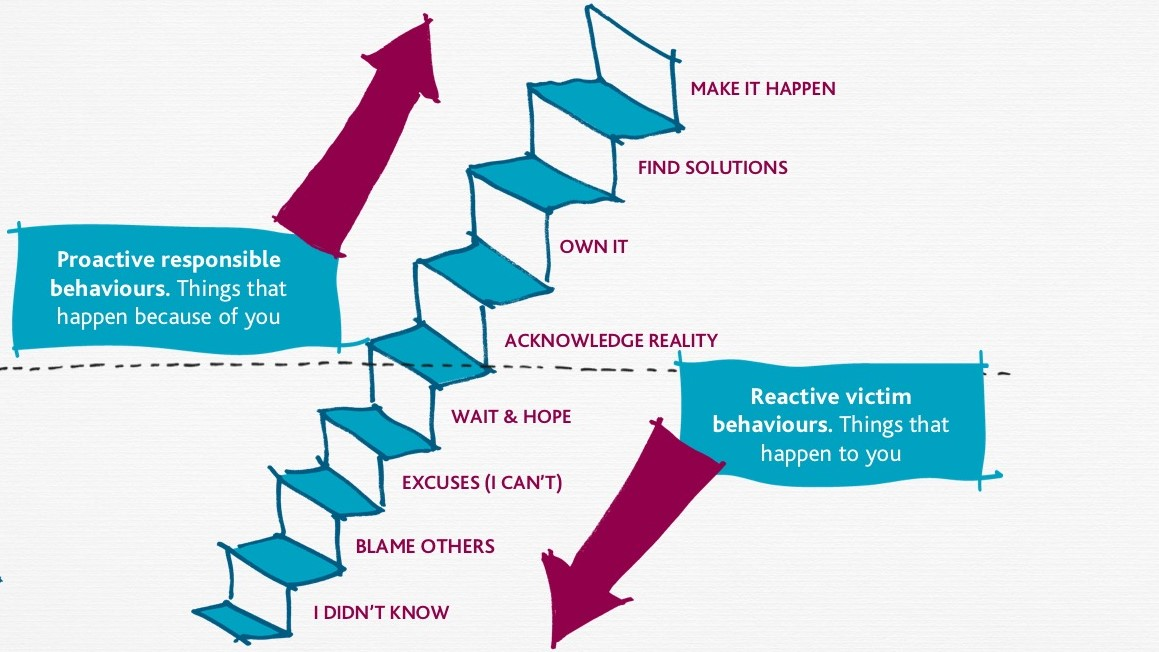 MAKE IT HAPPEN
FIND SOLUTIONS
OWN IT
Proactive responsible
behaviours. Things that
happen because of you
ACKNOWLEDGE REALITY
Reactive victim
behaviours. Things that
happen to you
WAIT & HOPE
EXCUSES (I CAN'T)
BLAME OTHERS
I DIDN'T KNOW